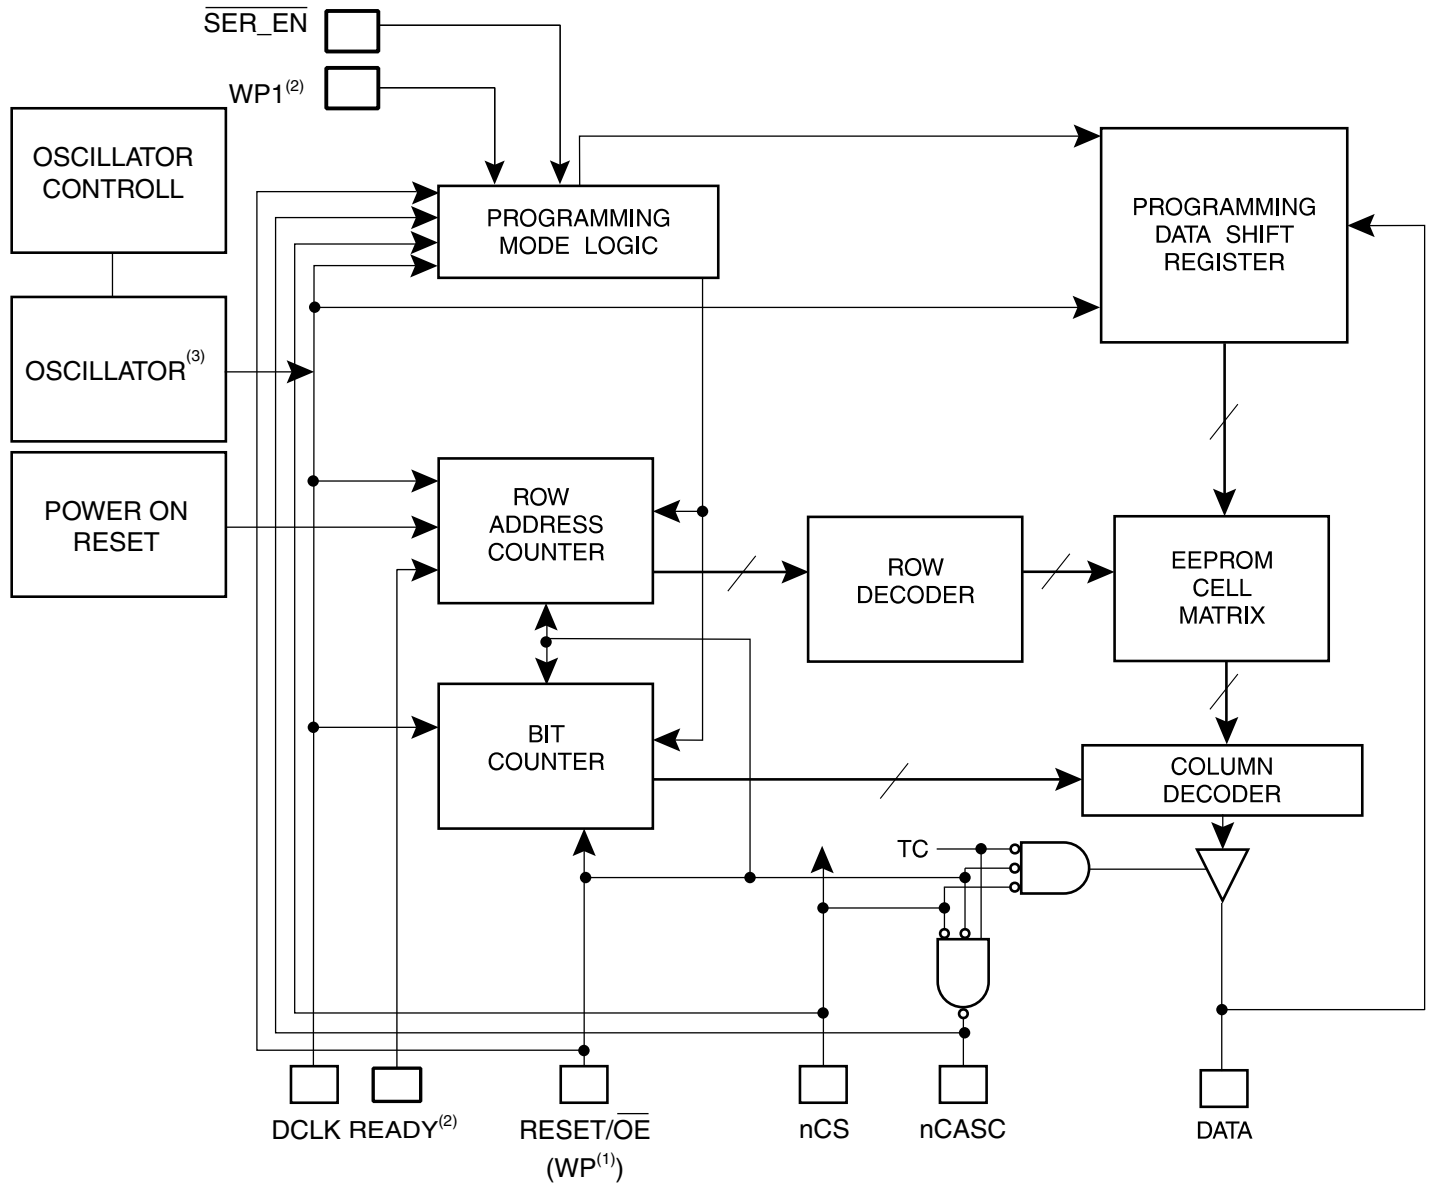 SER_EN
WP1(2)
OSCILLATOR
CONTROLL
PROGRAMMING
MODE LOGIC
PROGRAMMING
DATA SHIFT
REGISTER
OSCILLATOR(3)
POWER ON
RESET
ROW
ADDRESS
COUNTER
ROW
DECODER
EEPROM
CELL
MATRIX
BIT
COUNTER
COLUMN
DECODER
TC
DCLK
READY(2)
RESET/OE
(WP(1))
nCS
nCASC
DATA